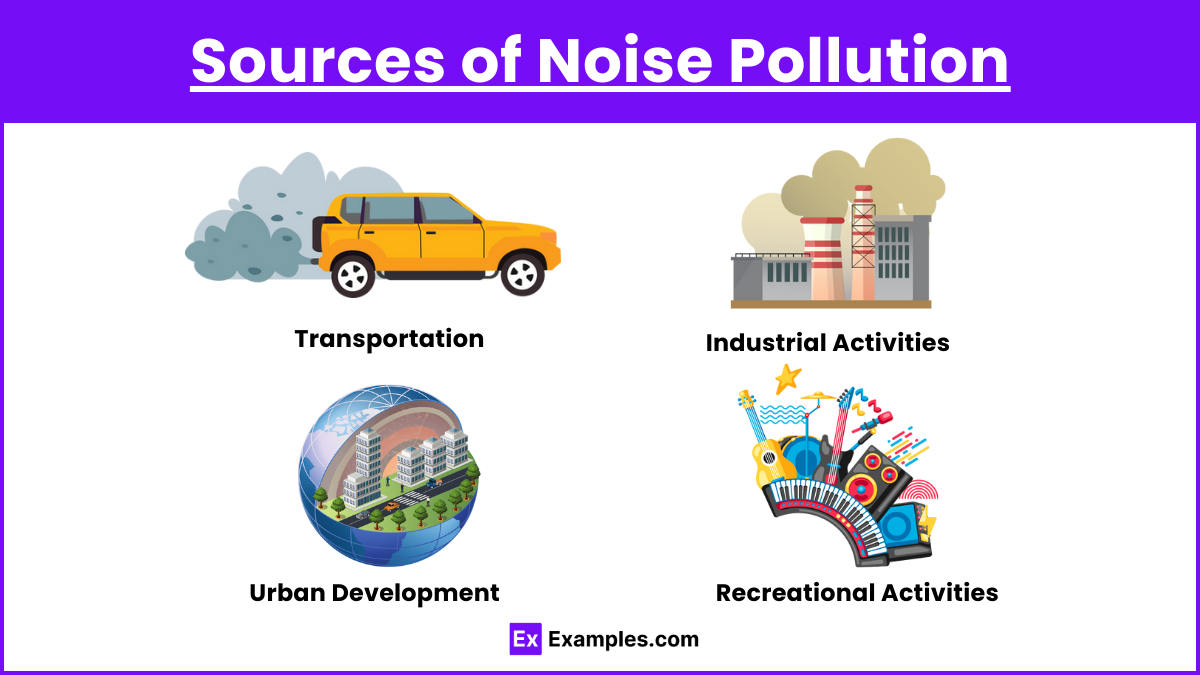 Sources of Noise Pollution
Transportation
Industrial Activities
Urban Development
Recreational Activities
Ex Examples.com